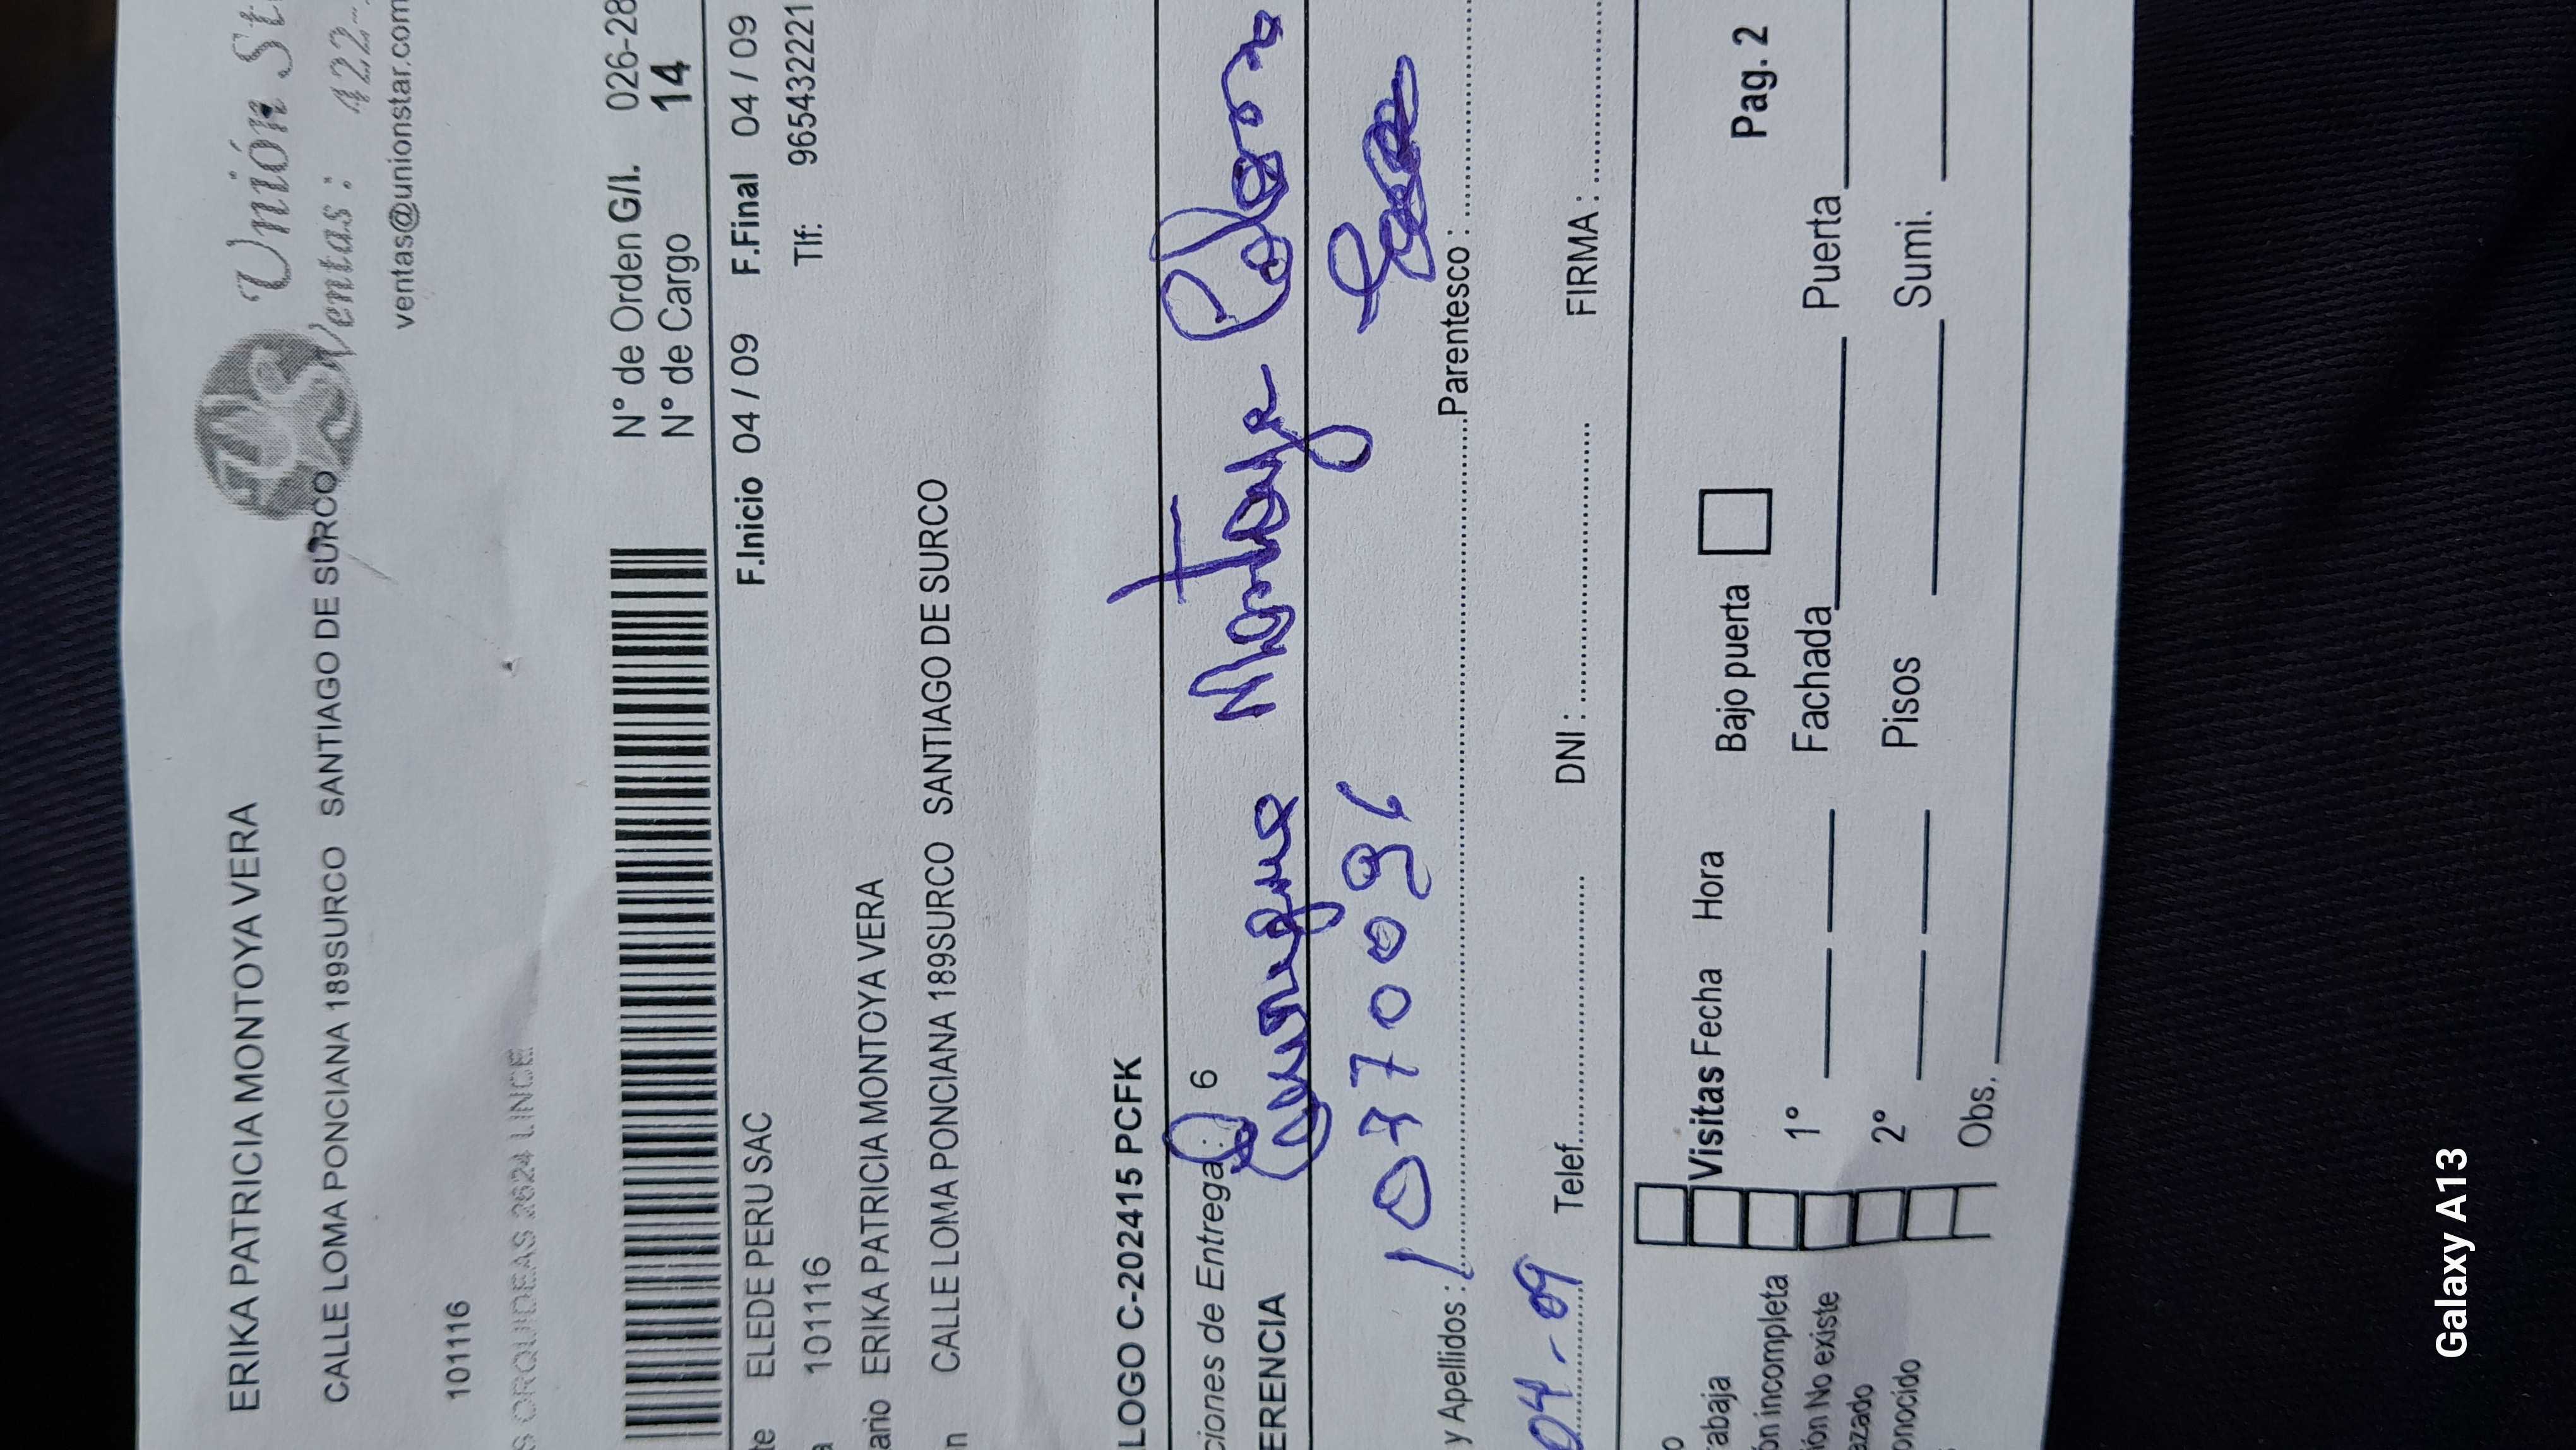 ERIKA PATRICIA MONTOYA VERA
Unión St
CALLE LOMA PONCIANA 189SURCO SANTIAGO DE SURCO
Ventas: 422-
ventas@unionstar.com
101116
ORQUIDEAS 2624 LINCE
N° de Orden G/I. 026-28
N° de Cargo 14
te ELEDE PERU SAC F.Inicio 04 / 09 F.Final 04 / 09
a 101116 Tlf: 965432221
ario ERIKA PATRICIA MONTOYA VERA
n CALLE LOMA PONCIANA 189SURCO SANTIAGO DE SURCO
LOGO C-202415 PCFK
ciones de Entrega : 6
ERENCIA
Montoya
y Apellidos : Parentesco :
04 - 09 Telef. DNI : FIRMA :
Visitas Fecha Hora Bajo puerta Pag. 2
abaja
ón incompleta 1° Fachada Puerta
ión No existe
azado 2° Pisos Sumi.
onocido
Obs.
Galaxy A13